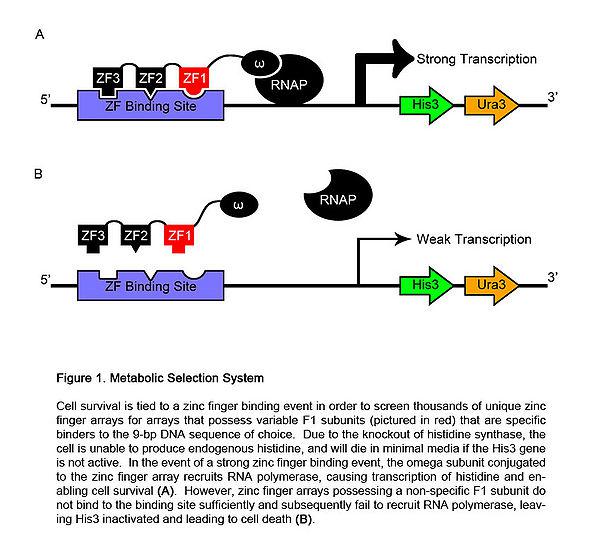 A
ZF3 ZF2 ZF1 ω RNAP Strong Transcription
5’ ZF Binding Site His3 Ura3 3’
B
ω RNAP
ZF3 ZF2 ZF1 Weak Transcription
5’ ZF Binding Site His3 Ura3 3’
Figure 1. Metabolic Selection System
Cell survival is tied to a zinc finger binding event in order to screen thousands of unique zinc
finger arrays for arrays that possess variable F1 subunits (pictured in red) that are specific
binders to the 9-bp DNA sequence of choice. Due to the knockout of histidine synthase, the
cell is unable to produce endogenous histidine, and will die in minimal media if the His3 gene
is not active. In the event of a strong zinc finger binding event, the omega subunit conjugated
to the zinc finger array recruits RNA polymerase, causing transcription of histidine and en-
abling cell survival (A). However, zinc finger arrays possessing a non-specific F1 subunit do
not bind to the binding site sufficiently and subsequently fail to recruit RNA polymerase, leav-
ing His3 inactivated and leading to cell death (B).